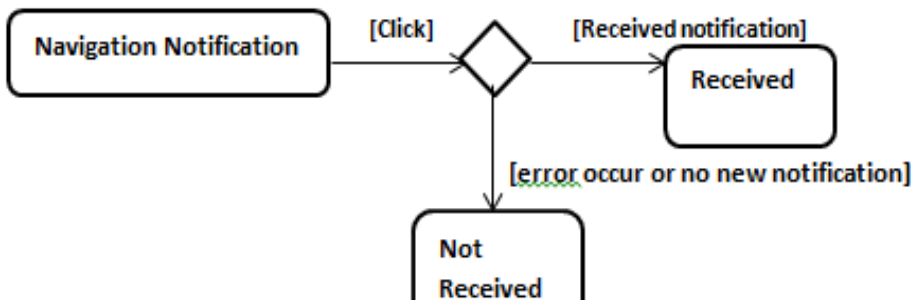 [Click]
[Received notification]
Navigation Notification
Received
[error occur or no new notification]
Not
Received